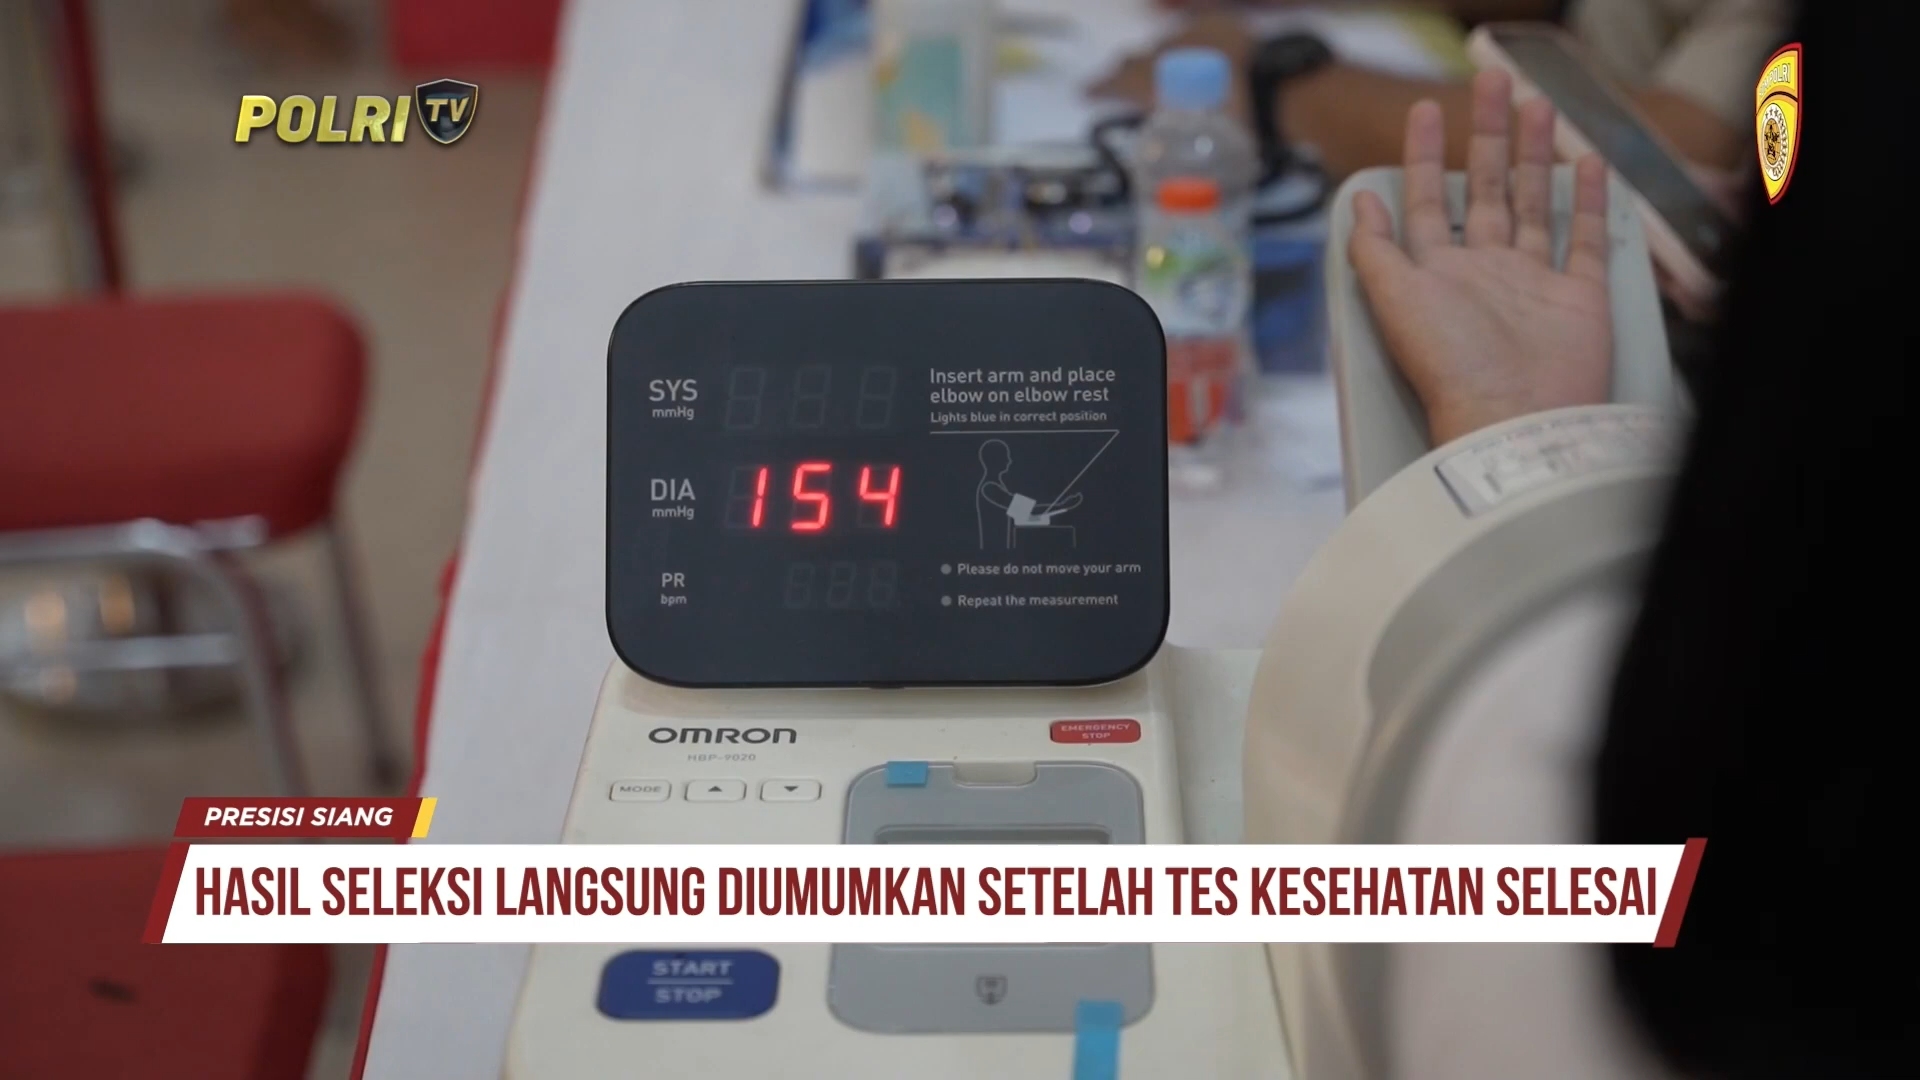 POLRI TV
SYS
mmHg
Insert arm and place
elbow on elbow rest
Lights blue in correct position
DIA
mmHg
154
Please do not move your arm
PR
bpm
Repeat the measurement
OMRON
HBP-9020
EMERGENCY
STOP
MODE
PRESISI SIANG
HASIL SELEKSI LANGSUNG DIUMUMKAN SETELAH TES KESEHATAN SELESAI
START
STOP